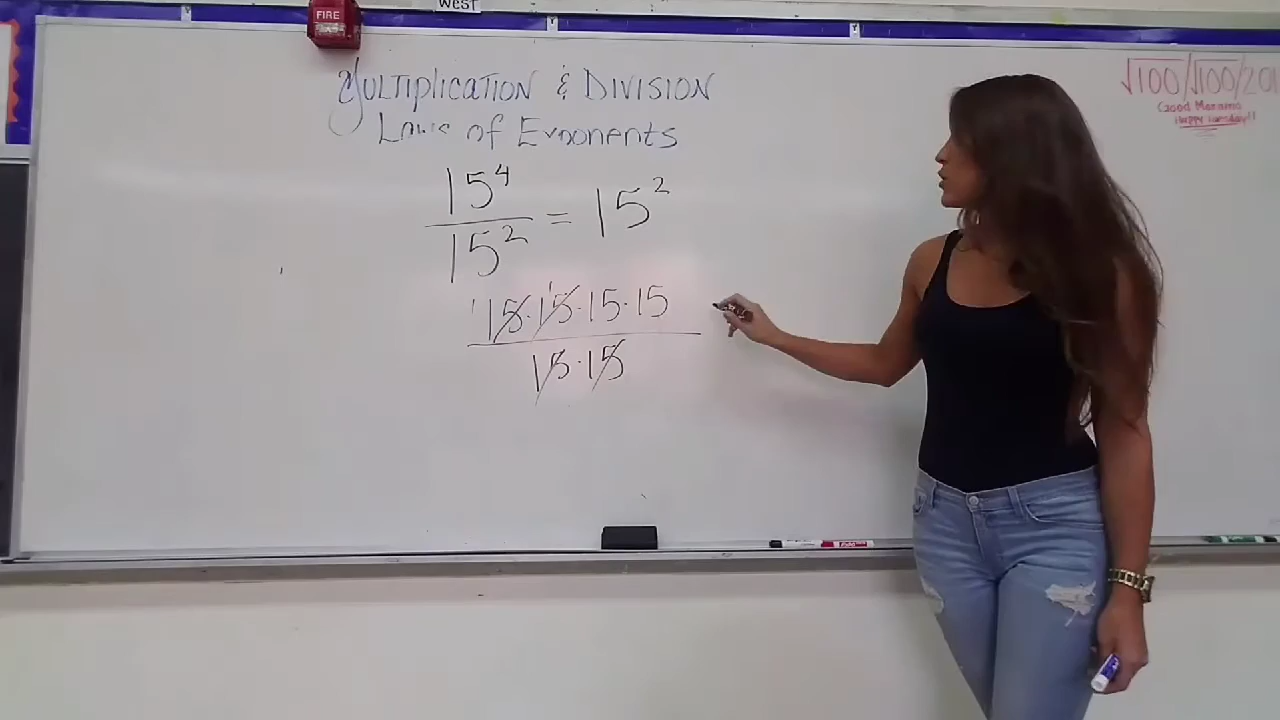 West
FIRE
Multiplication & Division
Laws of Exponents
15⁴
15²
= 15²
15·15·15·15
15·15
√100/√100/201
Good Morning
Happy Tuesday!!